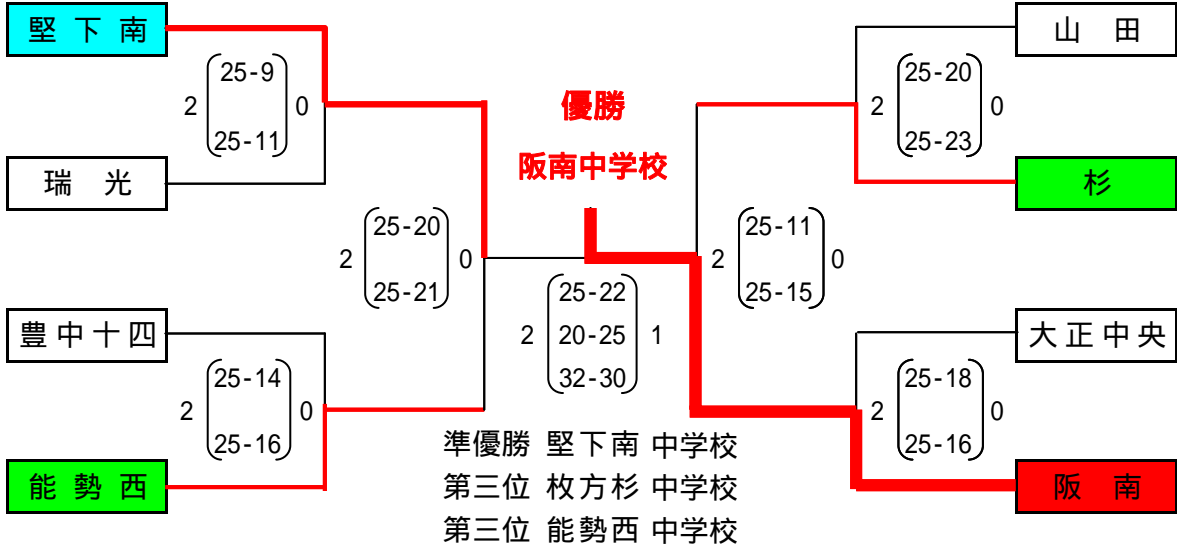 堅下南
山田
2 25-9 0
25-11
瑞光
優勝
阪南中学校
2 25-20 0
25-23
杉
2 25-20 0
25-21
2 25-11 0
25-15
2 25-22 1
20-25
32-30
豊中十四
大正中央
2 25-14 0
25-16
2 25-18 0
25-16
能勢西
阪南
準優勝 堅下南 中学校
第三位 枚方杉 中学校
第三位 能勢西 中学校